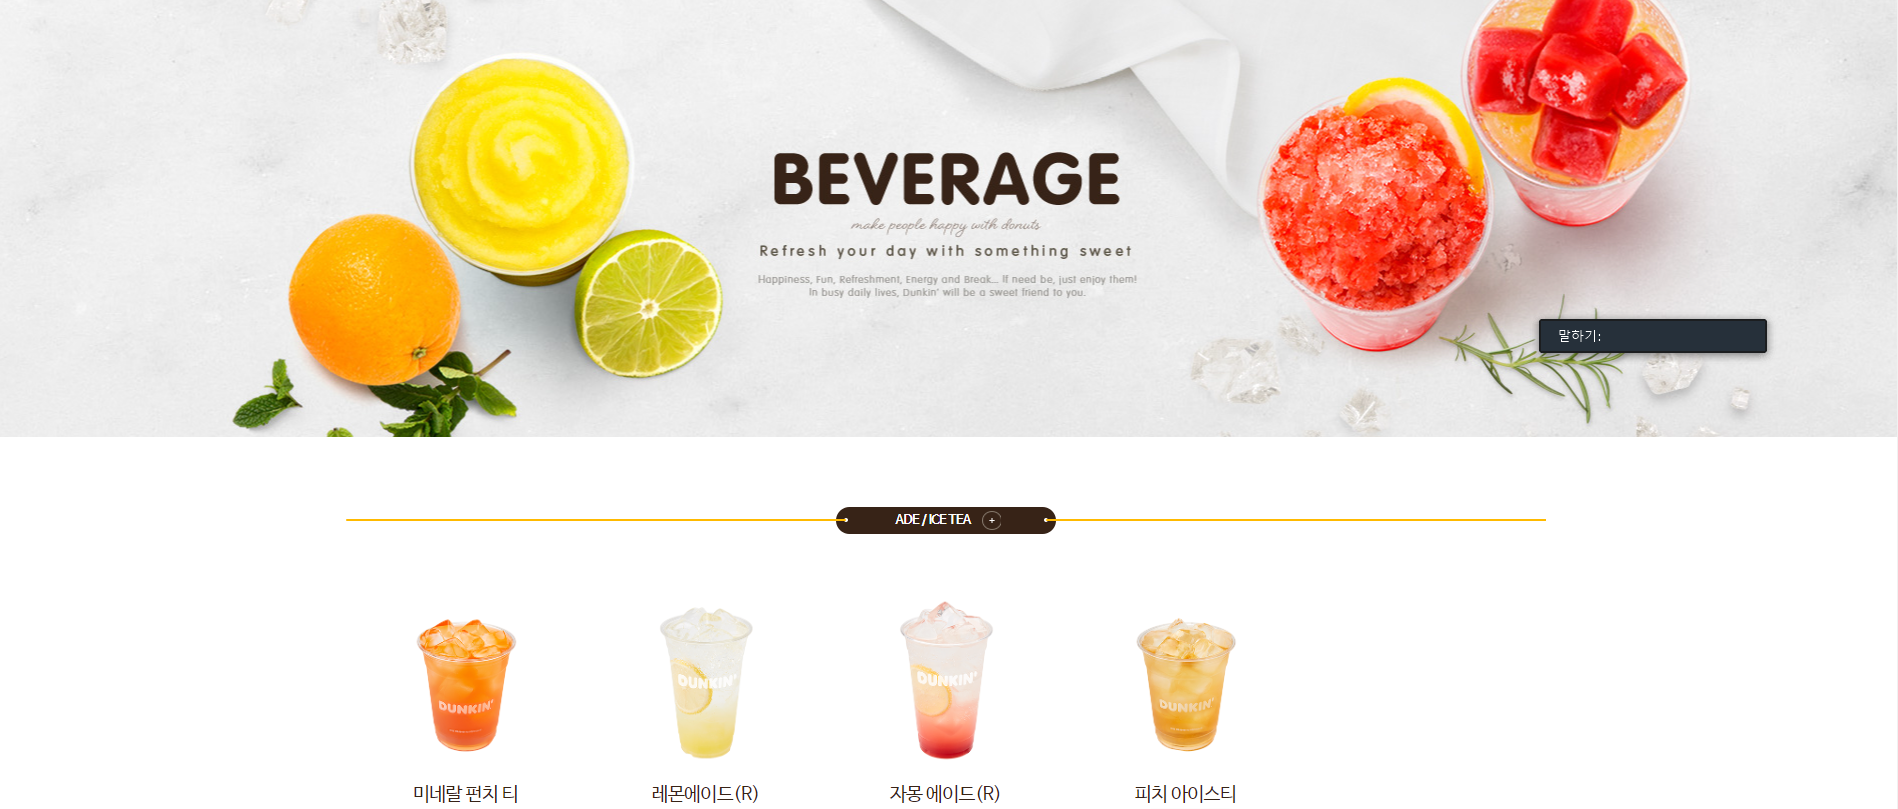 BEVERAGE
make people happy with donuts
Refresh your day with something sweet
Happiness, Fun, Refreshment, Energy and Break... If need be, just enjoy them!
In busy daily lives, Dunkin' will be a sweet friend to you.
말하기:
ADE / ICE TEA +
DUNKIN'
DUNKIN'
DUNKIN'
DUNKIN'
미네랄 펀치 티
레몬에이드(R)
자몽 에이드(R)
피치 아이스티